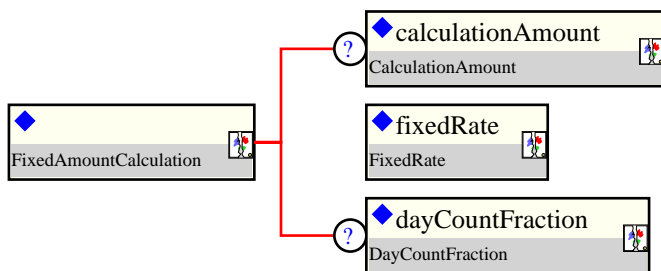 FixedAmountCalculation
?
calculationAmount
CalculationAmount
fixedRate
FixedRate
?
dayCountFraction
DayCountFraction